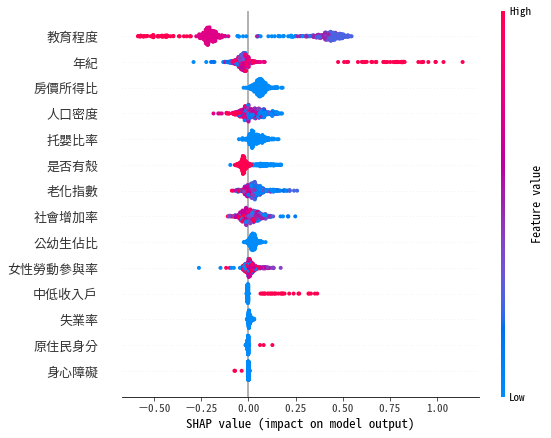 High
教育程度
年紀
房價所得比
人口密度
托嬰比率
是否有殼
老化指數
社會增加率
公幼生佔比
女性勞動參與率
中低收入戶
失業率
原住民身分
身心障礙
Feature value
Low
−0.50 −0.25 0.00 0.25 0.50 0.75 1.00
SHAP value (impact on model output)